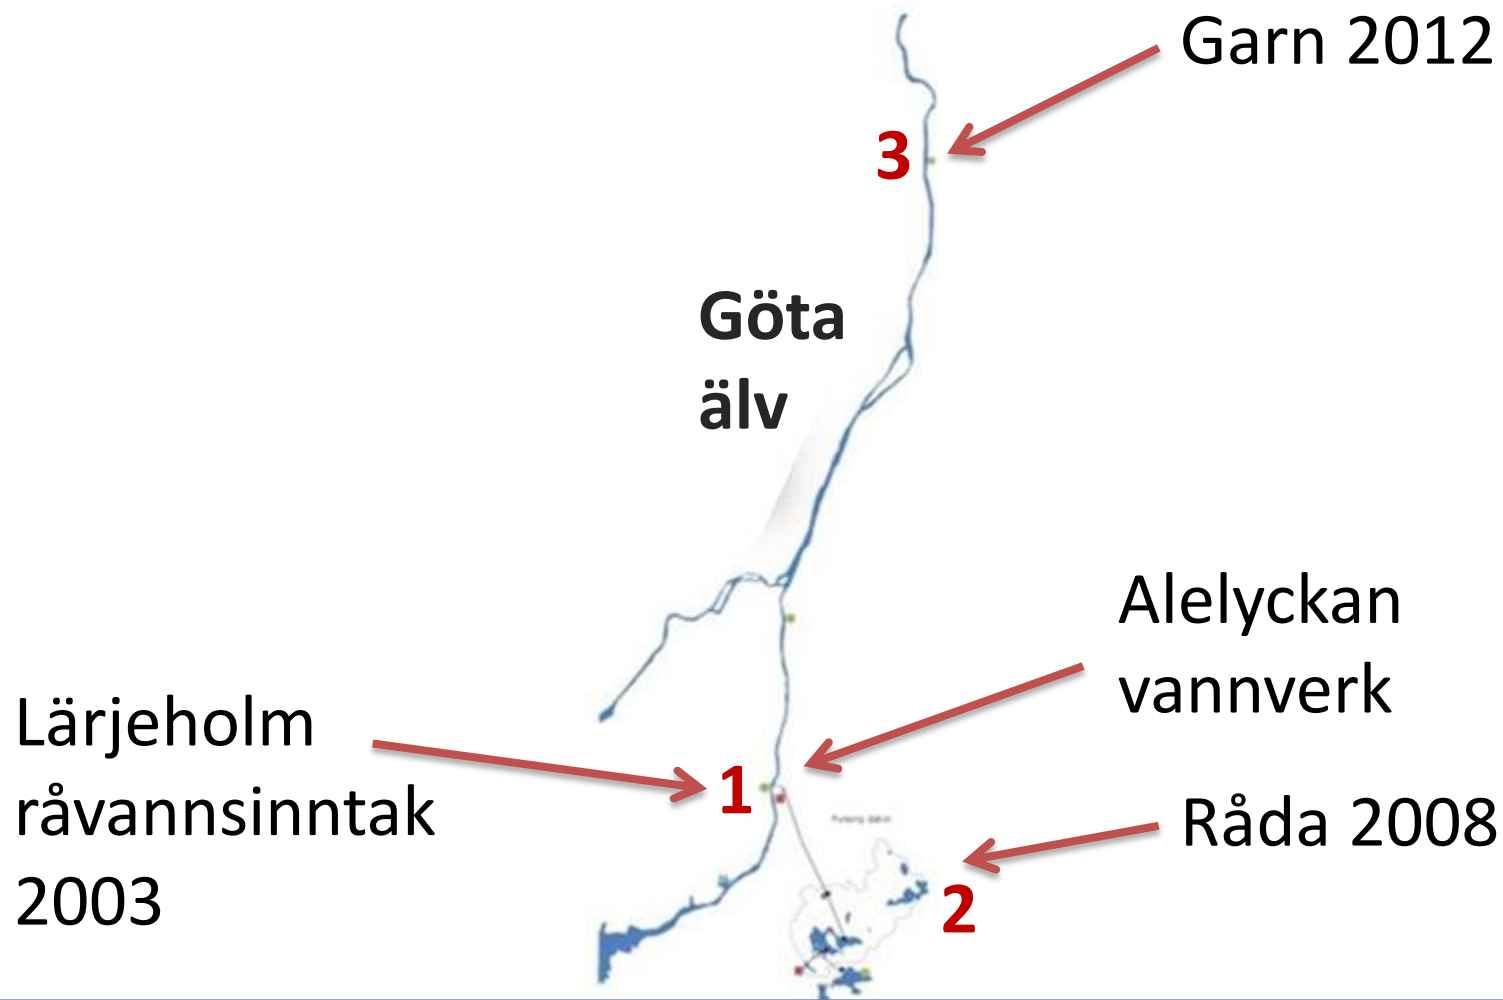 Garn 2012
3
Göta
älv
Alelyckan
vannverk
Lärjeholm
råvannsinntak
2003
1
Råda 2008
2